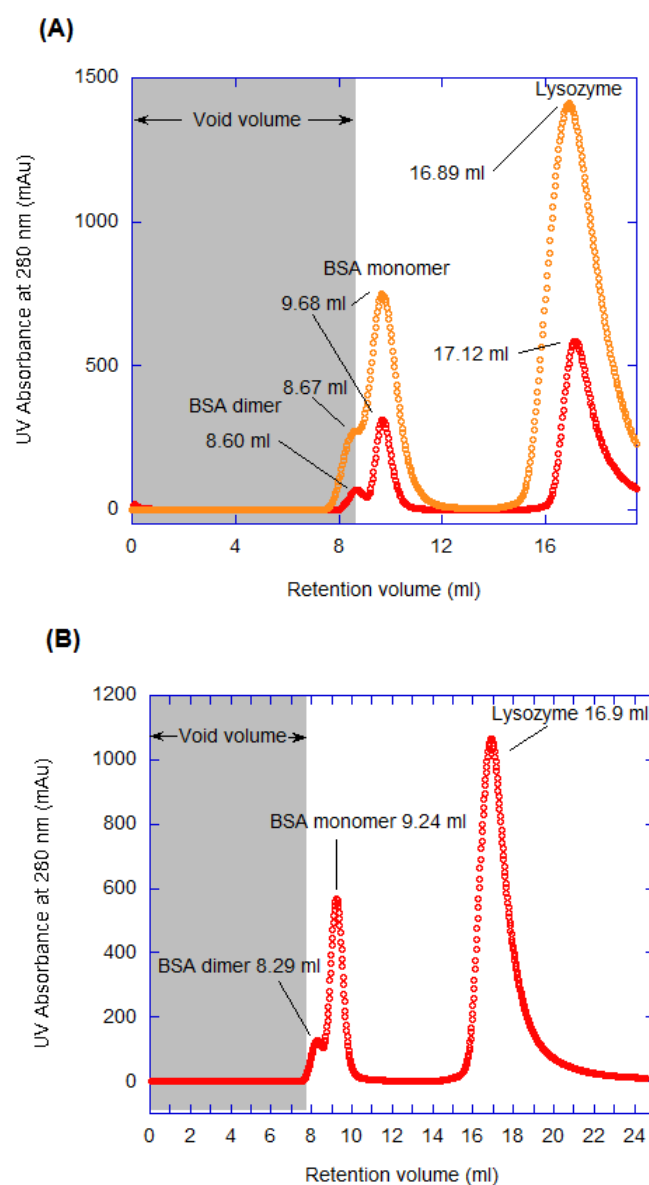 (A)
1500
1000
500
0
UV Absorbance at 280 nm (mAu)
Void volume
Lysozyme
16.89 ml
BSA monomer
9.68 ml
17.12 ml
8.67 ml
BSA dimer
8.60 ml
0 4 8 12 16
Retention volume (ml)
(B)
1200
1000
800
600
400
200
0
UV Absorbance at 280 nm (mAu)
Void volume
Lysozyme 16.9 ml
BSA monomer 9.24 ml
BSA dimer 8.29 ml
0 2 4 6 8 10 12 14 16 18 20 22 24
Retention volume (ml)